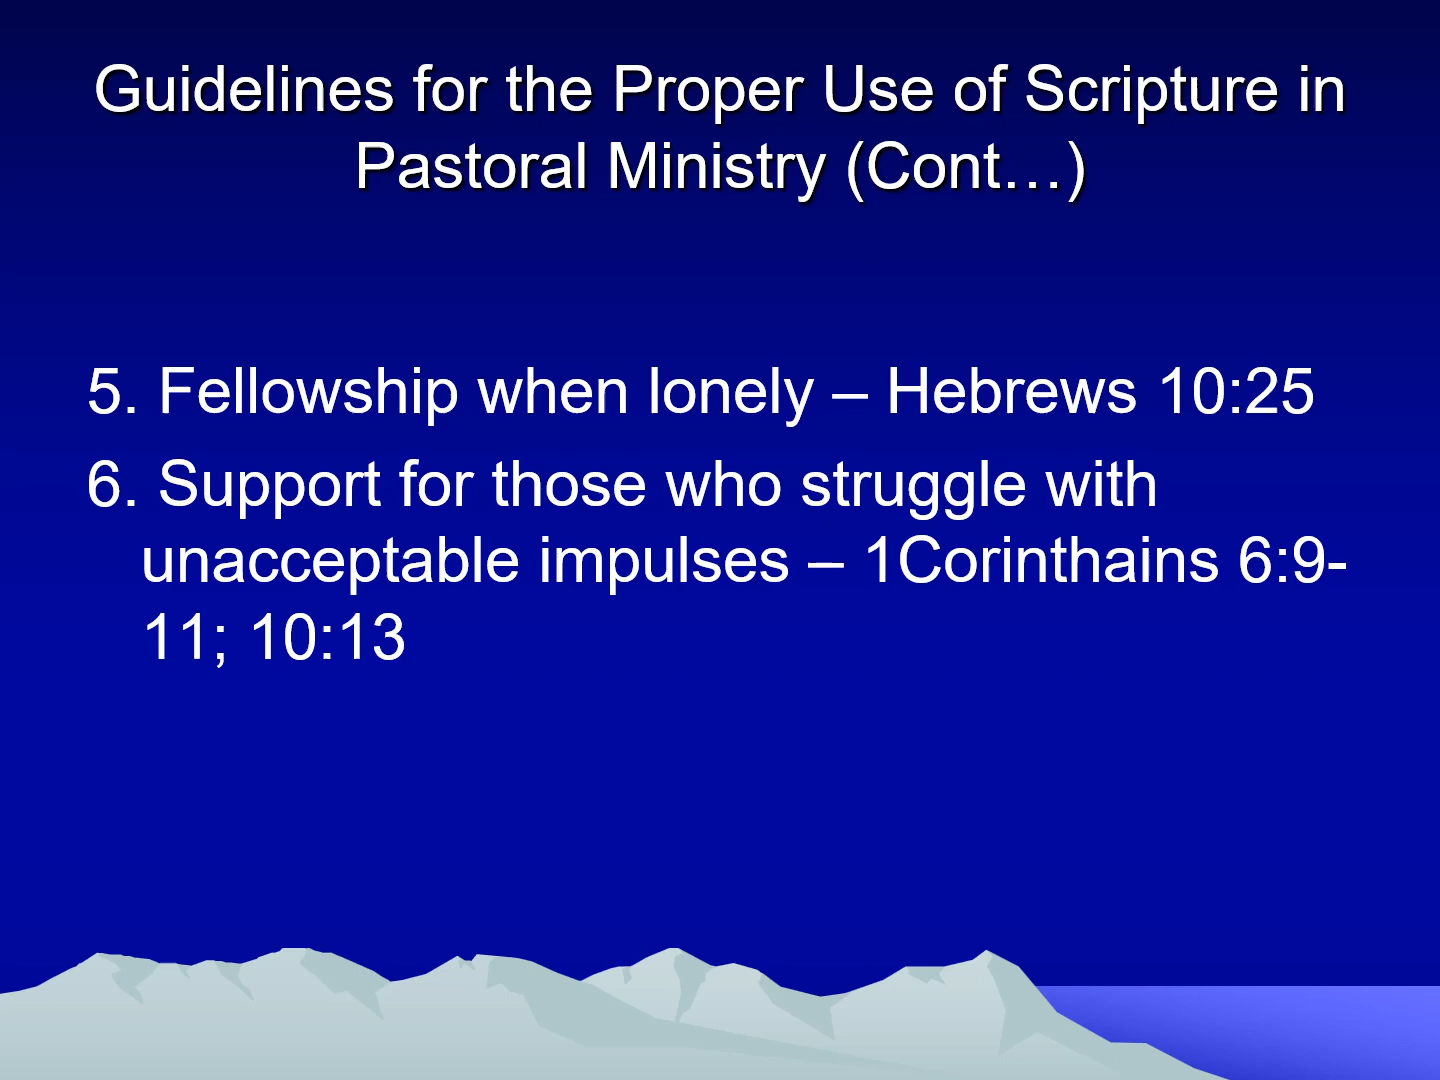 Guidelines for the Proper Use of Scripture in
Pastoral Ministry (Cont…)
5. Fellowship when lonely – Hebrews 10:25
6. Support for those who struggle with
unacceptable impulses – 1Corinthains 6:9-
11; 10:13